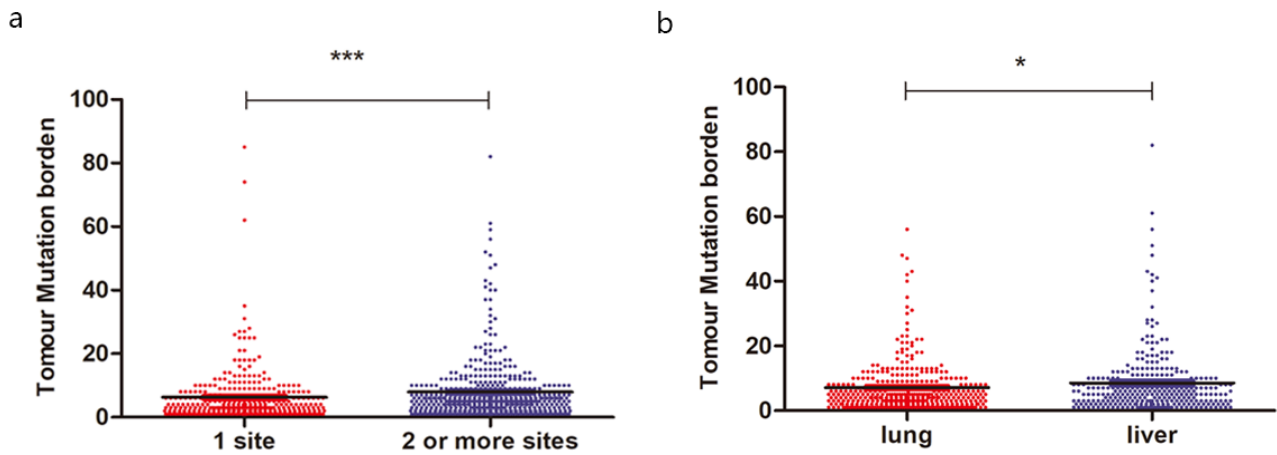 a
***
100
80
60
40
20
0
Tomour Mutation borden
1 site
2 or more sites
b
*
100
80
60
40
20
0
Tomour Mutation borden
lung
liver